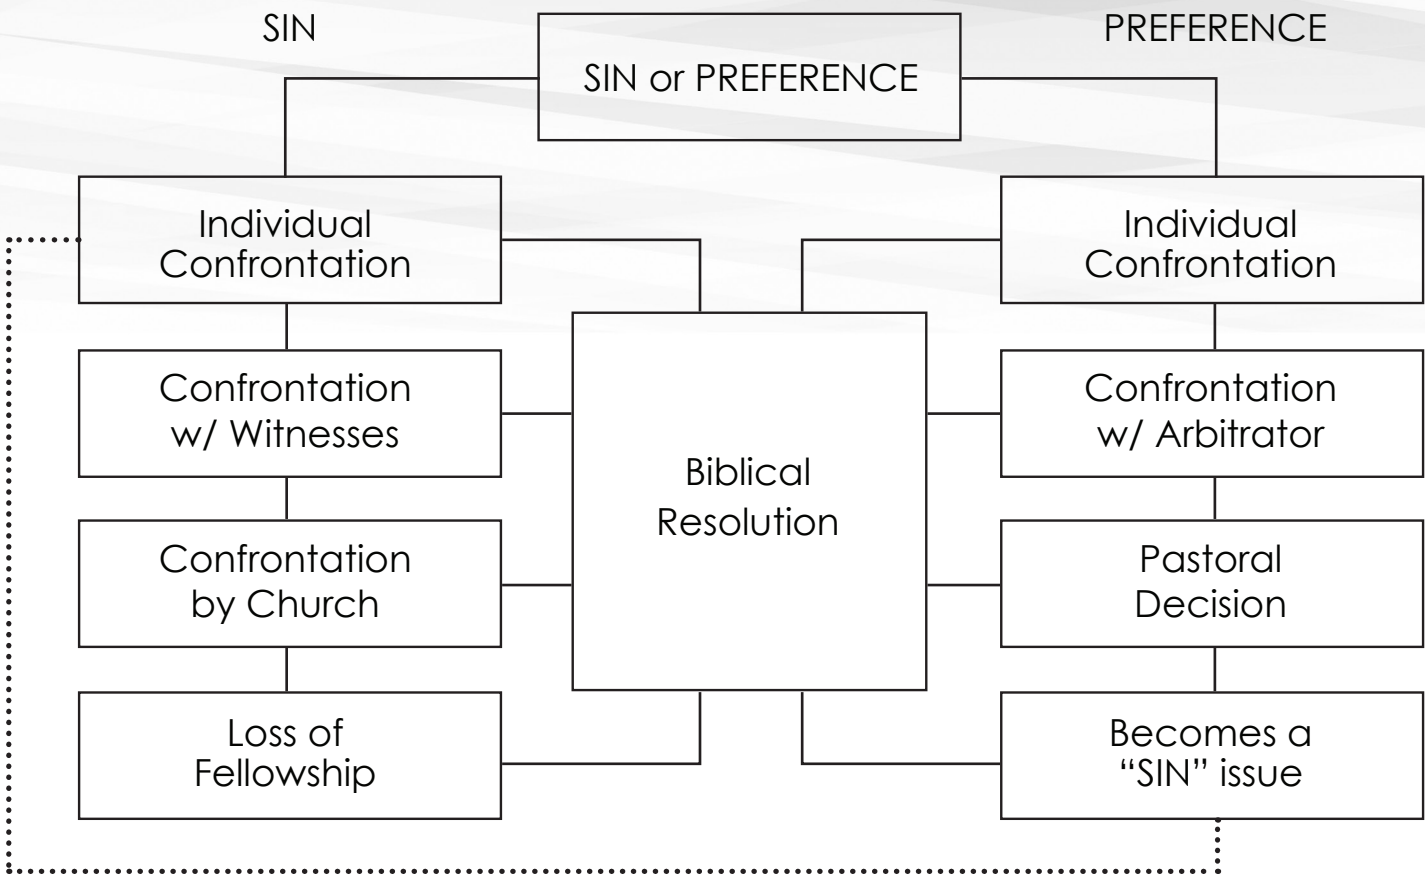 SIN
SIN or PREFERENCE
PREFERENCE
Individual
Confrontation
Individual
Confrontation
Confrontation
w/ Witnesses
Confrontation
w/ Arbitrator
Biblical
Resolution
Confrontation
by Church
Pastoral
Decision
Loss of
Fellowship
Becomes a
“SIN” issue